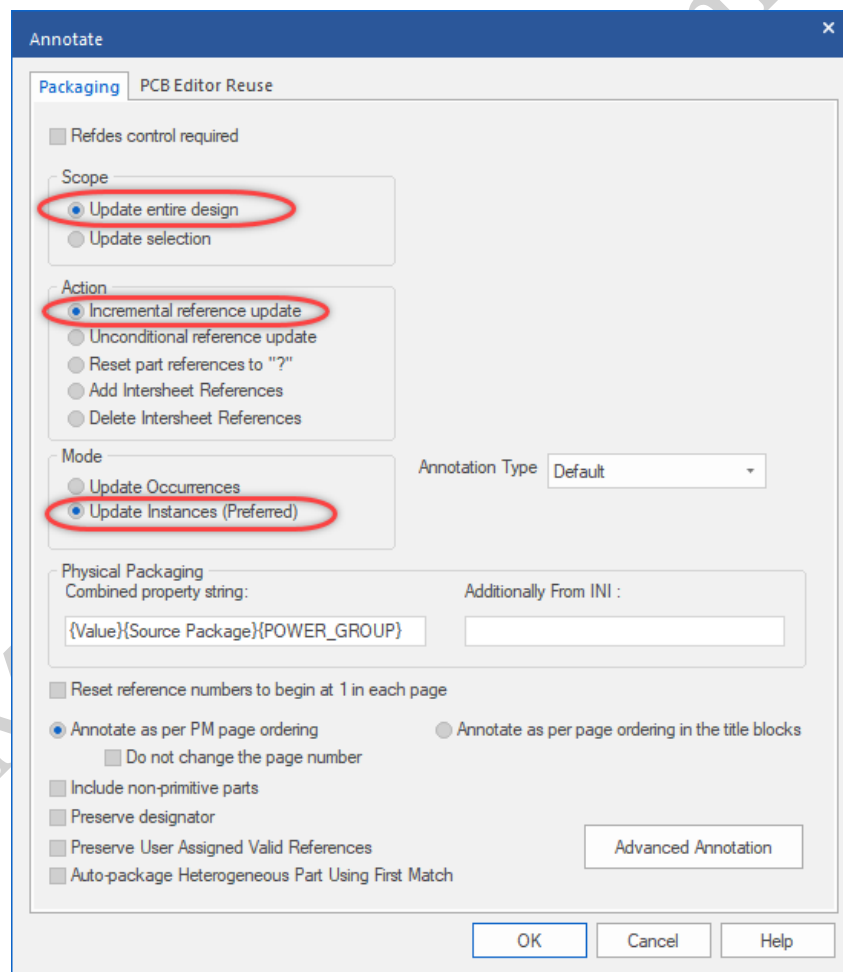 Annotate
Packaging PCB Editor Reuse
Refdes control required
Scope
Update entire design
Update selection
Action
Incremental reference update
Unconditional reference update
Reset part references to "?"
Add Intersheet References
Delete Intersheet References
Mode
Update Occurrences
Update Instances (Preferred)
Annotation Type Default
Physical Packaging
Combined property string: Additionally From INI :
{Value}{Source Package}{POWER_GROUP}
Reset reference numbers to begin at 1 in each page
Annotate as per PM page ordering Annotate as per page ordering in the title blocks
Do not change the page number
Include non-primitive parts
Preserve designator
Preserve User Assigned Valid References
Advanced Annotation
Auto-package Heterogeneous Part Using First Match
OK Cancel Help